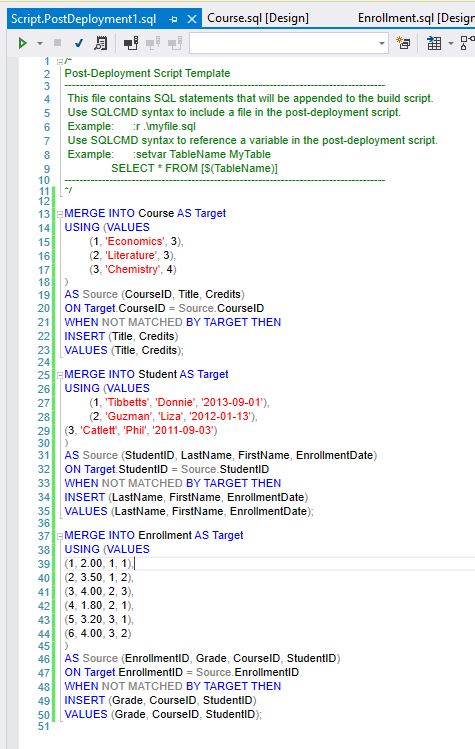 Script.PostDeployment1.sql Course.sql [Design] Enrollment.sql [Design]
1 /*
2 Post-Deployment Script Template
3 --------------------------------------------------------------------------------------
4 This file contains SQL statements that will be appended to the build script.
5 Use SQLCMD syntax to include a file in the post-deployment script.
6 Example: :r .\myfile.sql
7 Use SQLCMD syntax to reference a variable in the post-deployment script.
8 Example: :setvar TableName MyTable
9 SELECT * FROM [$(TableName)]
10 --------------------------------------------------------------------------------------
11 */
12
13 MERGE INTO Course AS Target
14 USING (VALUES
15 (1, 'Economics', 3),
16 (2, 'Literature', 3),
17 (3, 'Chemistry', 4)
18 )
19 AS Source (CourseID, Title, Credits)
20 ON Target.CourseID = Source.CourseID
21 WHEN NOT MATCHED BY TARGET THEN
22 INSERT (Title, Credits)
23 VALUES (Title, Credits);
24
25 MERGE INTO Student AS Target
26 USING (VALUES
27 (1, 'Tibbetts', 'Donnie', '2013-09-01'),
28 (2, 'Guzman', 'Liza', '2012-01-13'),
29 (3, 'Catlett', 'Phil', '2011-09-03')
30 )
31 AS Source (StudentID, LastName, FirstName, EnrollmentDate)
32 ON Target.StudentID = Source.StudentID
33 WHEN NOT MATCHED BY TARGET THEN
34 INSERT (LastName, FirstName, EnrollmentDate)
35 VALUES (LastName, FirstName, EnrollmentDate);
36
37 MERGE INTO Enrollment AS Target
38 USING (VALUES
39 (1, 2.00, 1, 1),
40 (2, 3.50, 1, 2),
41 (3, 4.00, 2, 3),
42 (4, 1.80, 2, 1),
43 (5, 3.20, 3, 1),
44 (6, 4.00, 3, 2)
45 )
46 AS Source (EnrollmentID, Grade, CourseID, StudentID)
47 ON Target.EnrollmentID = Source.EnrollmentID
48 WHEN NOT MATCHED BY TARGET THEN
49 INSERT (Grade, CourseID, StudentID)
50 VALUES (Grade, CourseID, StudentID);
51